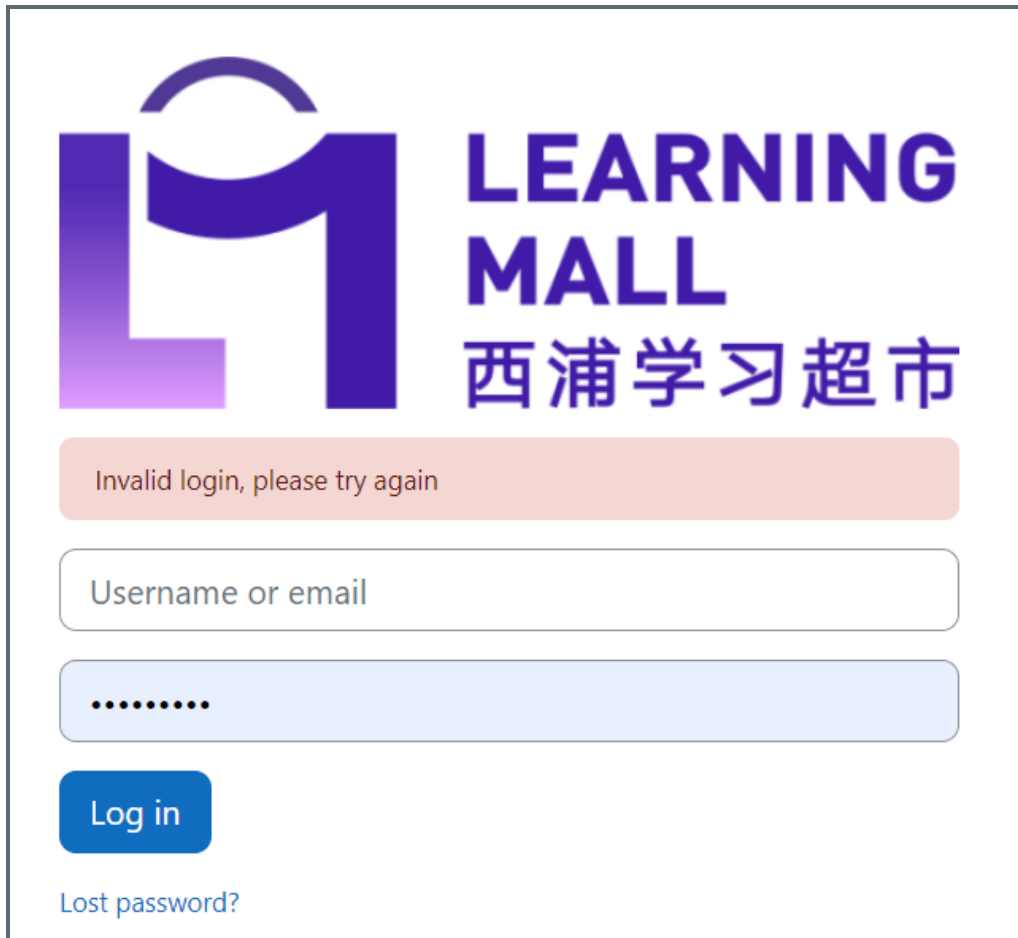 LEARNING
MALL
西浦学习超市
Invalid login, please try again
Username or email
•••••••••
Log in
Lost password?